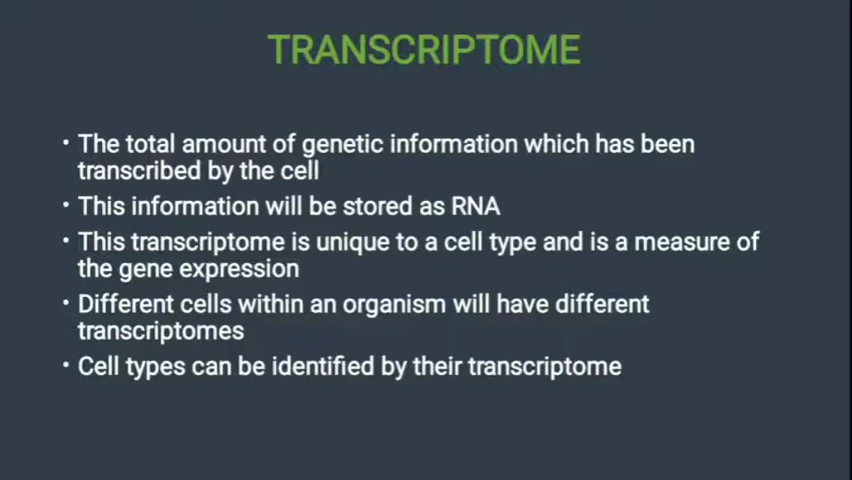 TRANSCRIPTOME
• The total amount of genetic information which has been
transcribed by the cell
• This information will be stored as RNA
• This transcriptome is unique to a cell type and is a measure of
the gene expression
• Different cells within an organism will have different
transcriptomes
• Cell types can be identified by their transcriptome